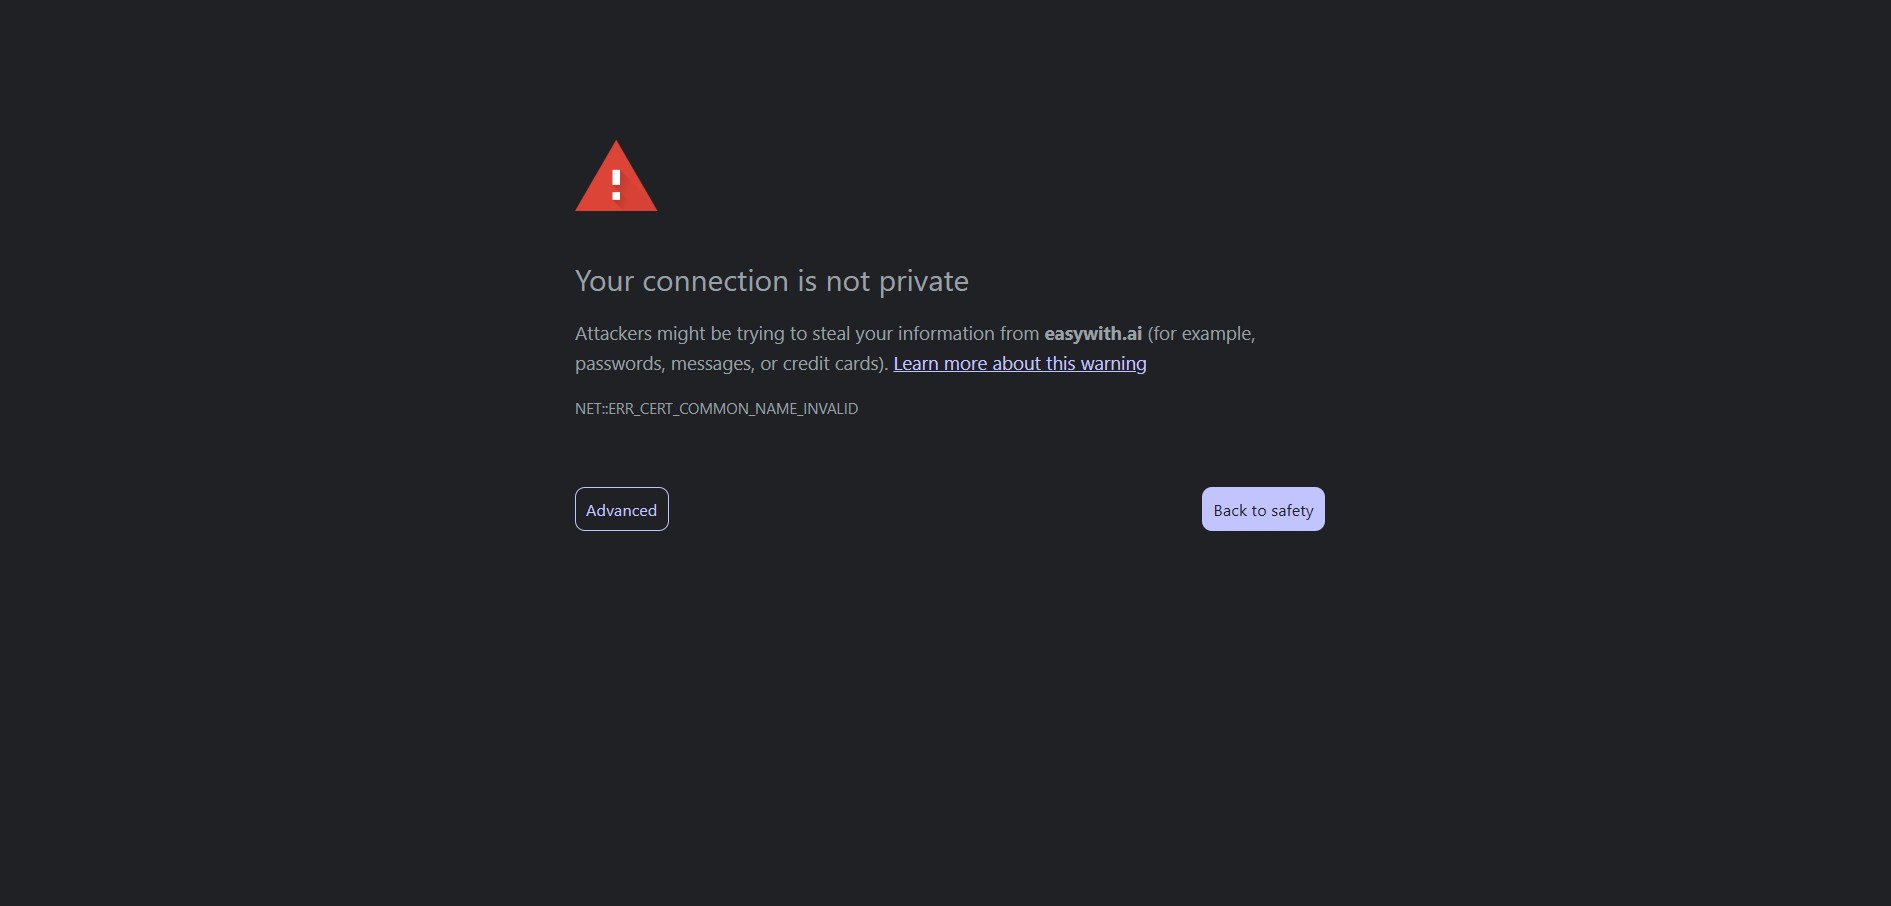 Your connection is not private
Attackers might be trying to steal your information from easywith.ai (for example,
passwords, messages, or credit cards). Learn more about this warning
NET::ERR_CERT_COMMON_NAME_INVALID
Advanced
Back to safety